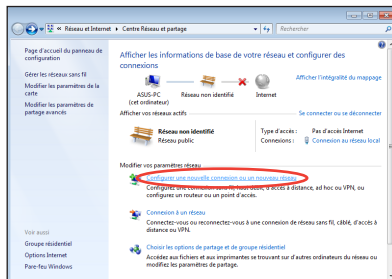 Réseau et Internet ▸ Centre Réseau et partage
Rechercher
Page d'accueil du panneau de
configuration
Gérer les réseaux sans fil
Modifier les paramètres de la
carte
Modifier les paramètres de
partage avancés
Afficher les informations de base de votre réseau et configurer des
connexions
Afficher l'intégralité du mappage
ASUS-PC
(cet ordinateur)
Réseau non identifié
Internet
Afficher vos réseaux actifs
Se connecter ou se déconnecter
Réseau non identifié
Réseau public
Type d'accès : Pas d'accès Internet
Connexions : Connexion au réseau local
Modifier vos paramètres réseau
Configurer une nouvelle connexion ou un nouveau réseau
Configurez une connexion sans fil, haut débit, d'accès à distance, ad hoc ou VPN, ou
configurez un routeur ou un point d'accès.
Connexion à un réseau
Connectez-vous ou reconnectez-vous à une connexion de réseau sans fil, câblé, d'accès à
distance ou VPN.
Choisir les options de partage et de groupe résidentiel
Accédez aux fichiers et aux imprimantes se trouvant sur d'autres ordinateurs du réseau ou
modifiez les paramètres de partage.
Voir aussi
Groupe résidentiel
Options Internet
Pare-feu Windows